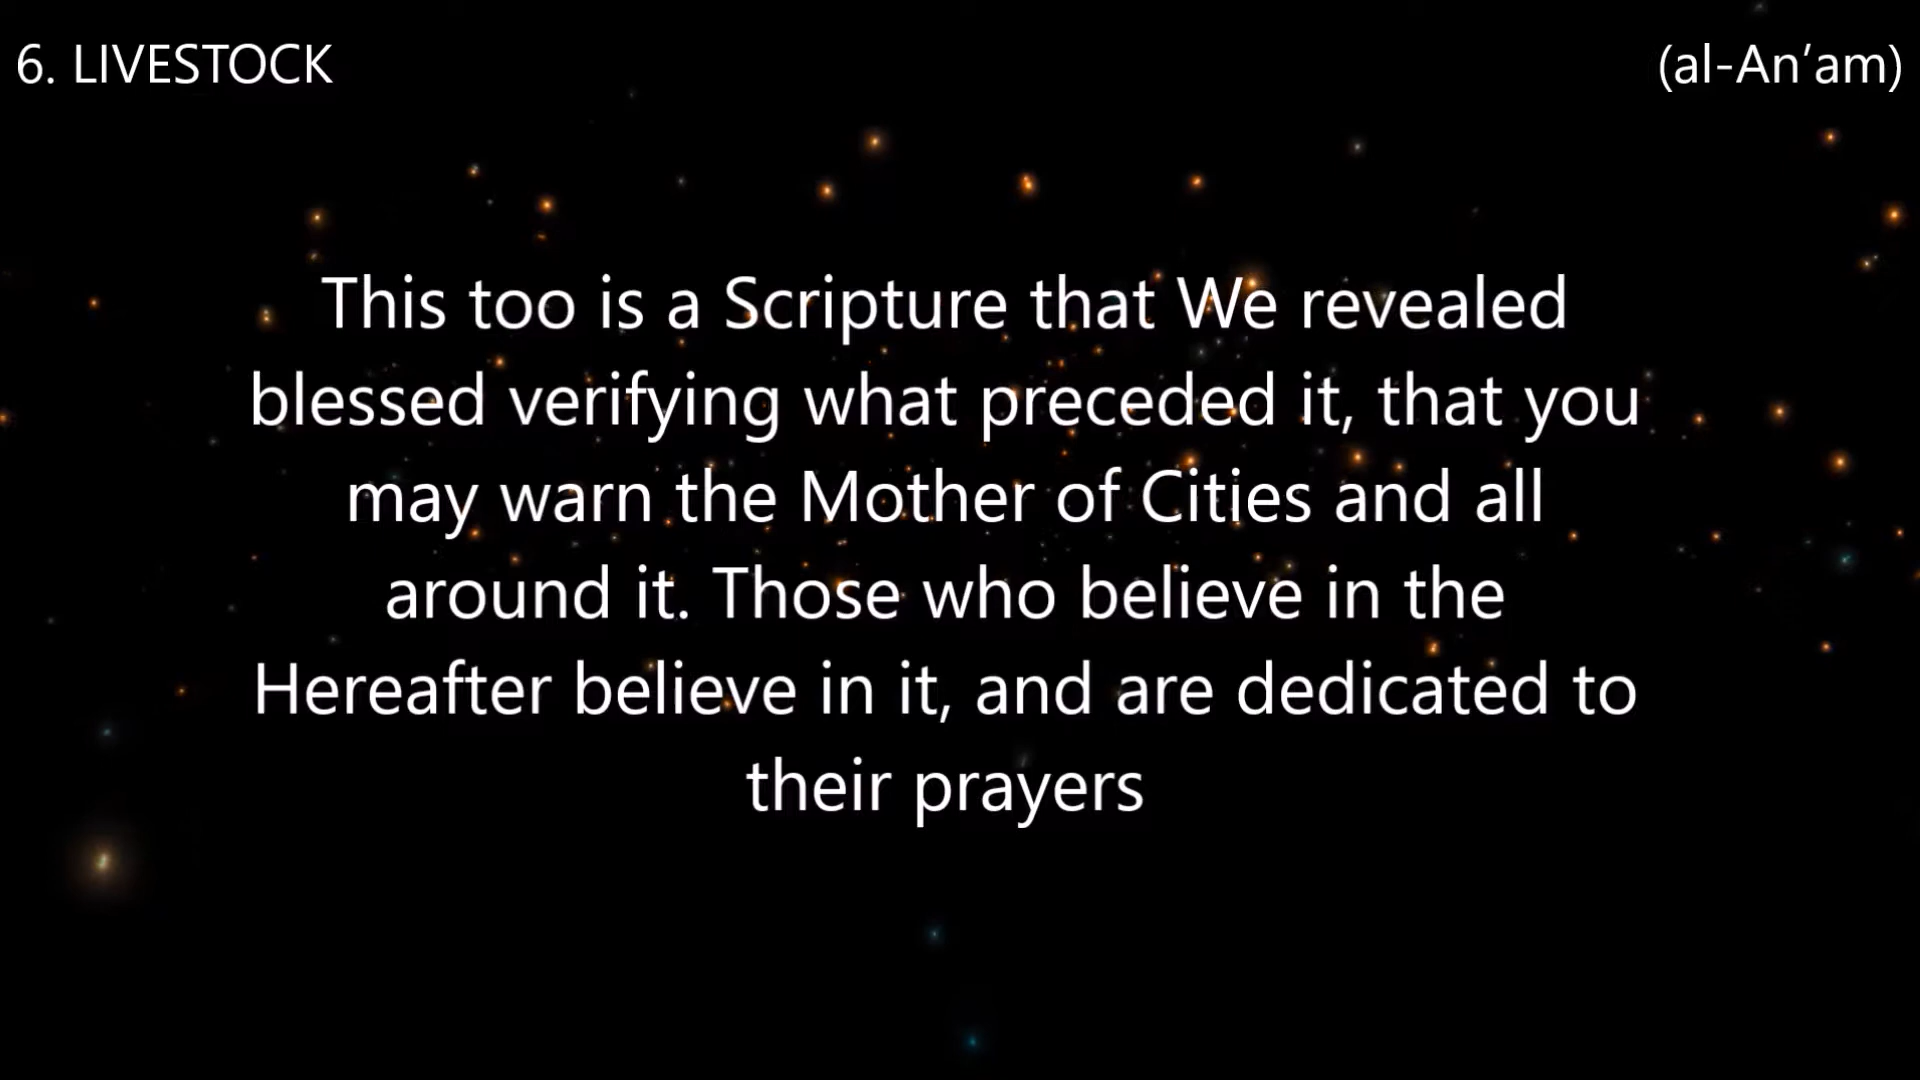 6. LIVESTOCK
(al-An’am)
This too is a Scripture that We revealed
blessed verifying what preceded it, that you
may warn the Mother of Cities and all
around it. Those who believe in the
Hereafter believe in it, and are dedicated to
their prayers